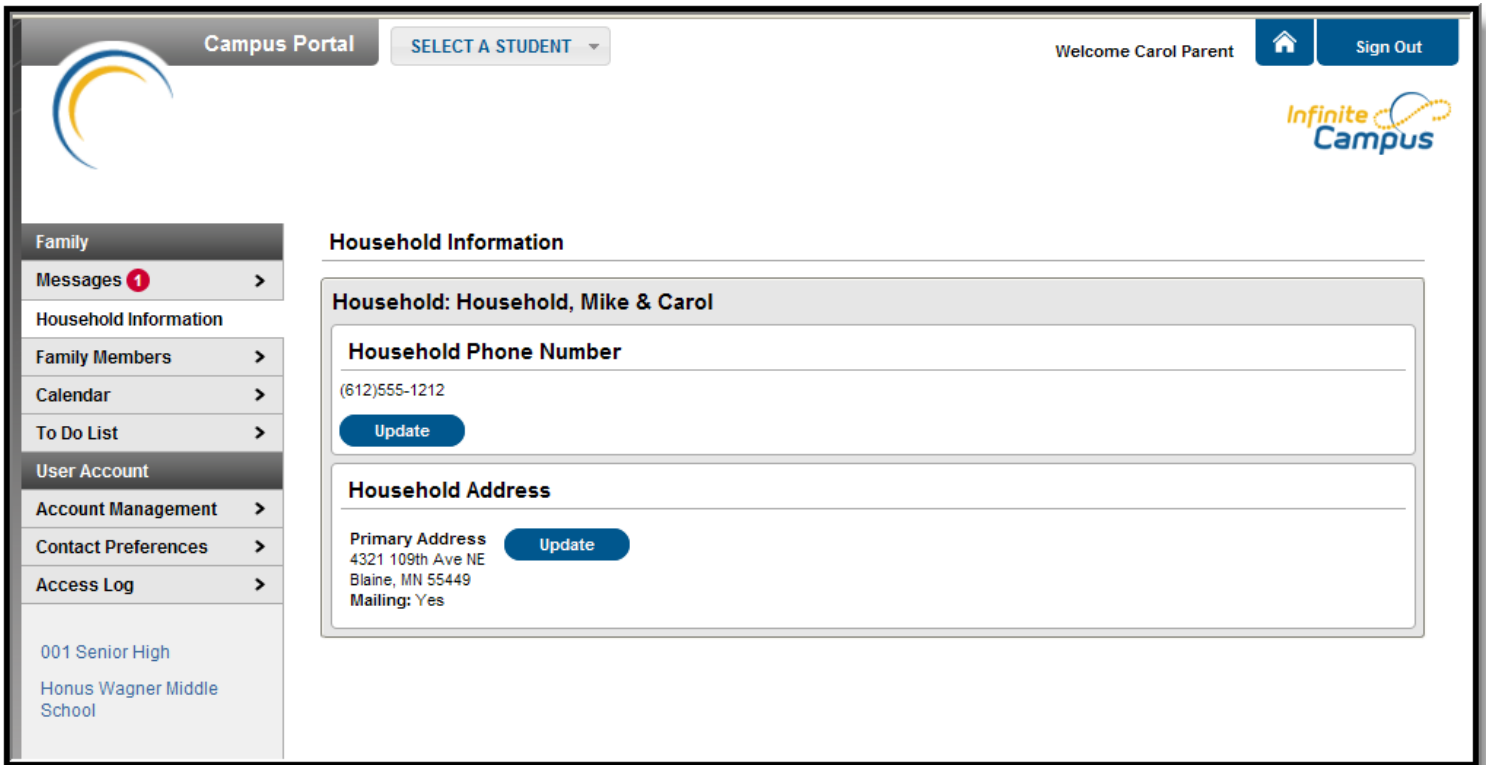 Campus Portal
SELECT A STUDENT
Welcome Carol Parent
Sign Out
Infinite
Campus
Family
Messages 1
Household Information
Family Members
Calendar
To Do List
User Account
Account Management
Contact Preferences
Access Log
001 Senior High
Honus Wagner Middle
School
Household Information
Household: Household, Mike & Carol
Household Phone Number
(612)555-1212
Update
Household Address
Primary Address
Update
4321 109th Ave NE
Blaine, MN 55449
Mailing: Yes